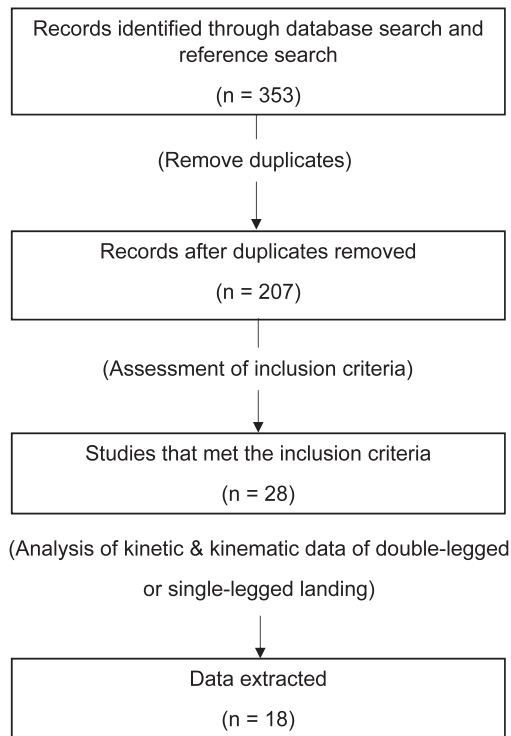 Records identified through database search and
reference search
(n = 353)
(Remove duplicates)
Records after duplicates removed
(n = 207)
(Assessment of inclusion criteria)
Studies that met the inclusion criteria
(n = 28)
(Analysis of kinetic & kinematic data of double-legged
or single-legged landing)
Data extracted
(n = 18)